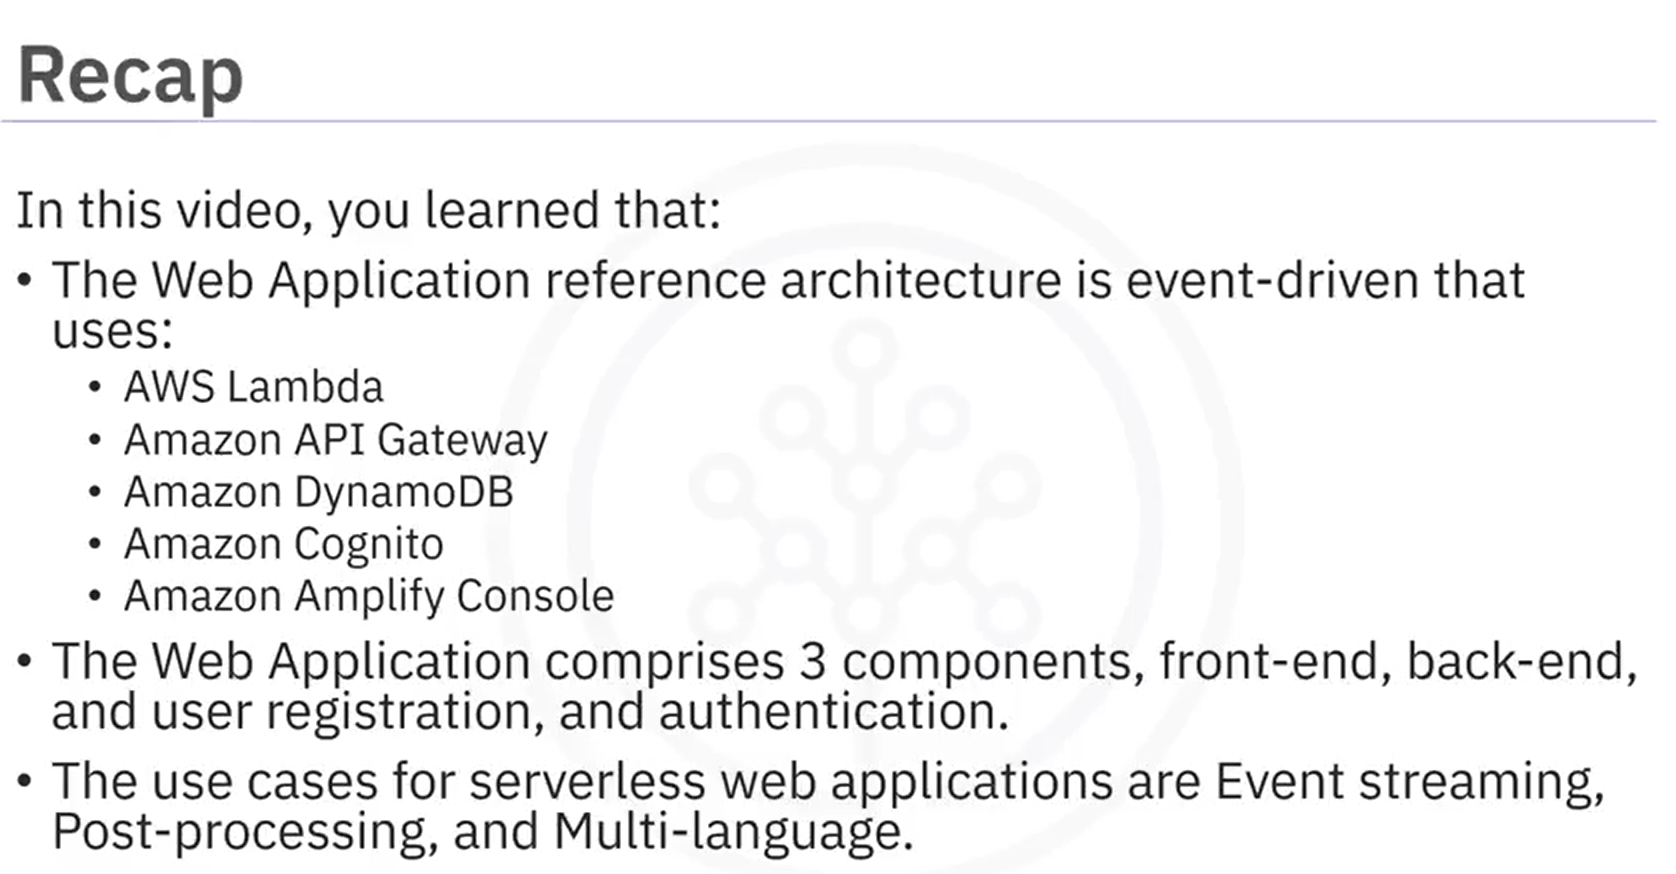 Recap
In this video, you learned that:
• The Web Application reference architecture is event-driven that
uses:
• AWS Lambda
• Amazon API Gateway
• Amazon DynamoDB
• Amazon Cognito
• Amazon Amplify Console
• The Web Application comprises 3 components, front-end, back-end,
and user registration, and authentication.
• The use cases for serverless web applications are Event streaming,
Post-processing, and Multi-language.